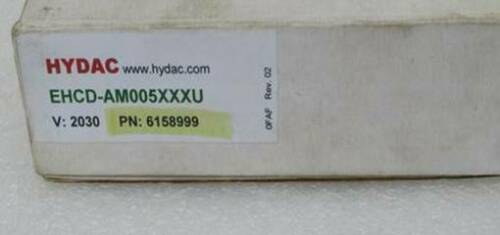 HYDAC www.hydac.com
EHCD-AM005XXXU
V: 2030 PN: 6158999
0FAF Rev. 02